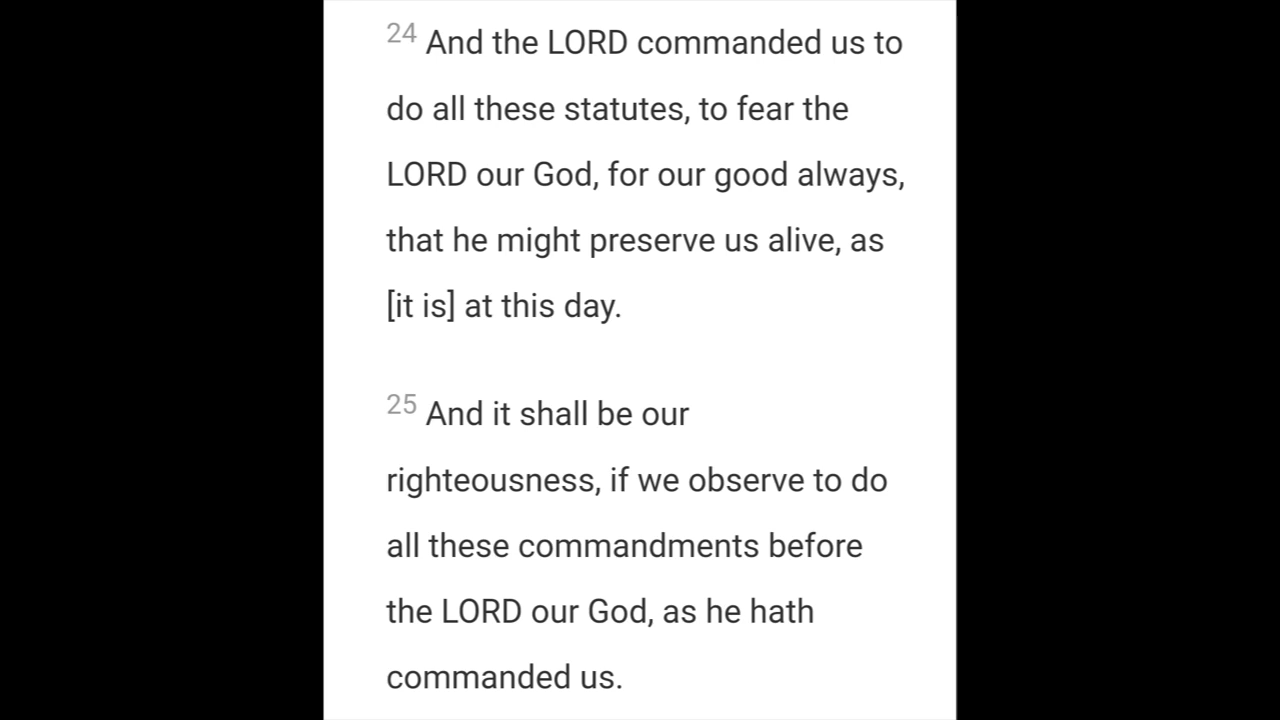 24 And the LORD commanded us to
do all these statutes, to fear the
LORD our God, for our good always,
that he might preserve us alive, as
[it is] at this day.
25 And it shall be our
righteousness, if we observe to do
all these commandments before
the LORD our God, as he hath
commanded us.